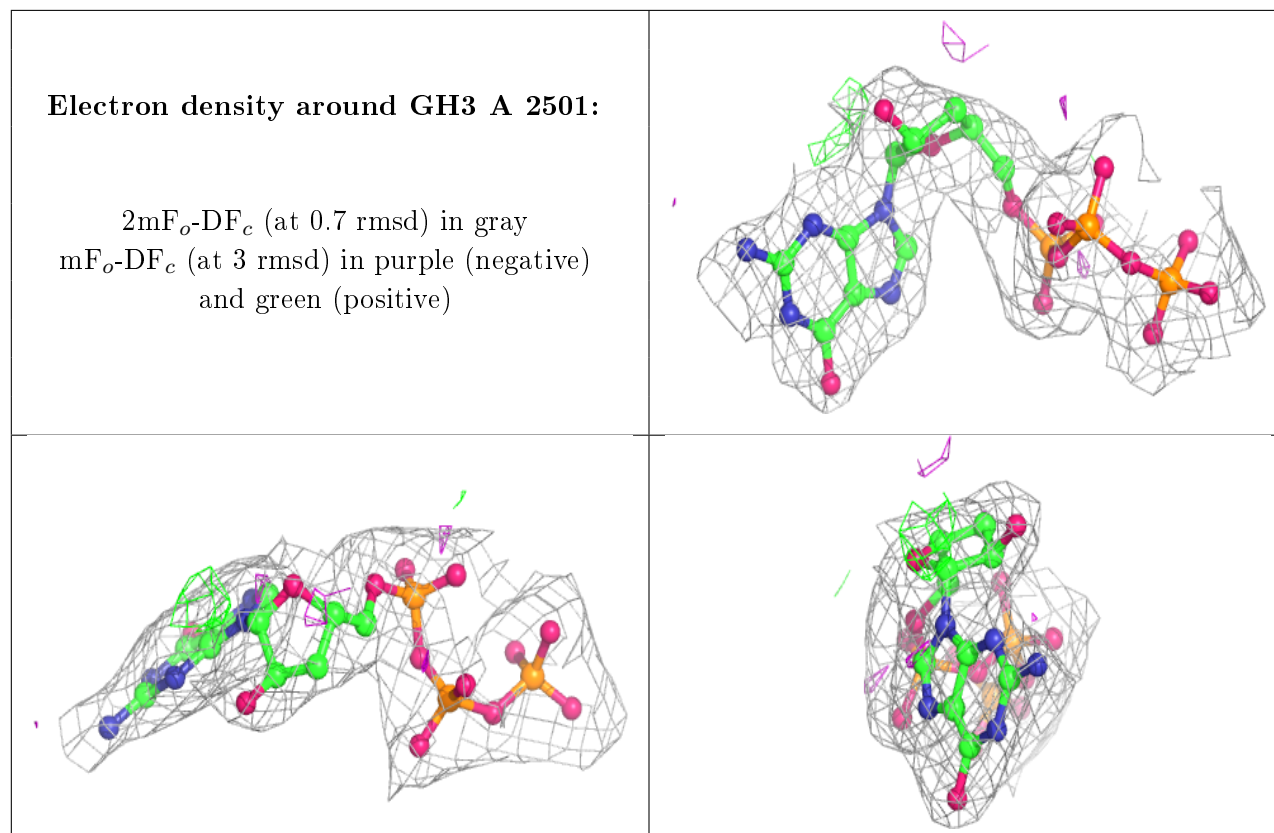 Electron density around GH3 A 2501:
2mFₒ-DF𝒸 (at 0.7 rmsd) in gray
mFₒ-DF𝒸 (at 3 rmsd) in purple (negative)
and green (positive)